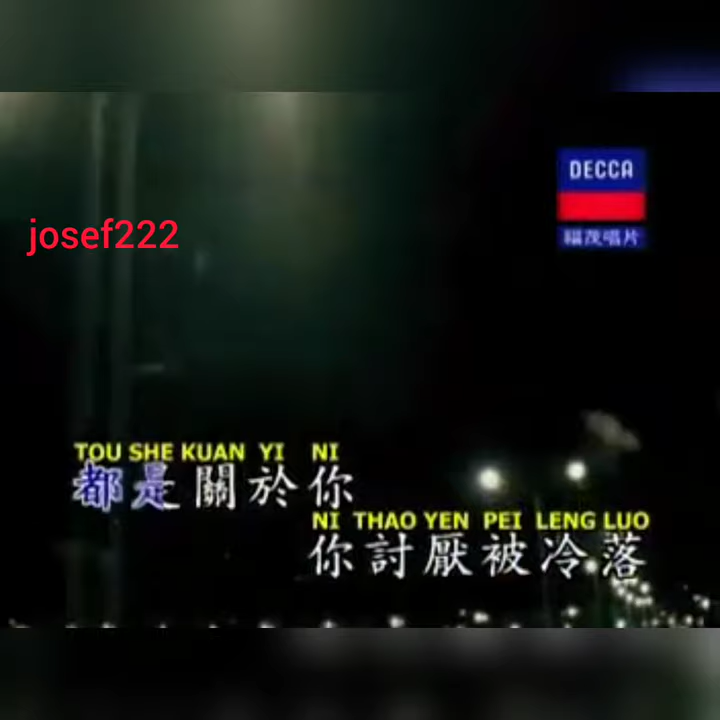 DECCA
福茂唱片
josef222
TOU SHE KUAN YI NI
都是關於你
NI THAO YEN PEI LENG LUO
你討厭被冷落